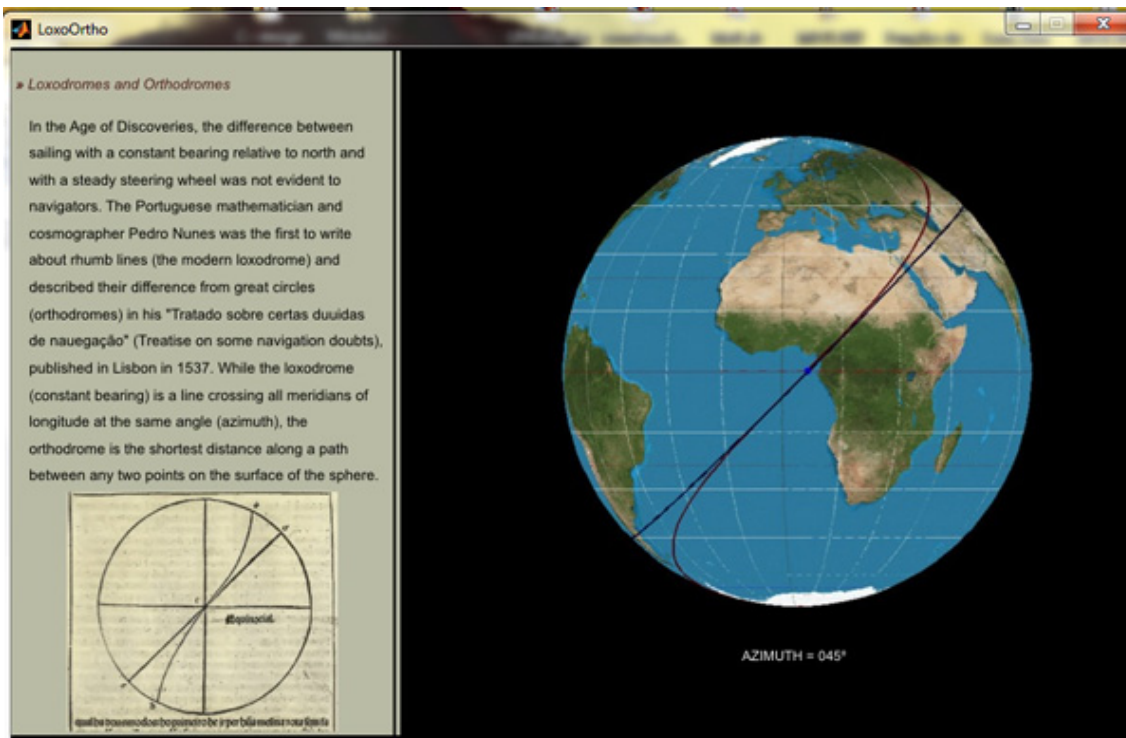 LoxoOrtho
» Loxodromes and Orthodromes
In the Age of Discoveries, the difference between
sailing with a constant bearing relative to north and
with a steady steering wheel was not evident to
navigators. The Portuguese mathematician and
cosmographer Pedro Nunes was the first to write
about rhumb lines (the modern loxodrome) and
described their difference from great circles
(orthodromes) in his "Tratado sobre certas duuidas
de nauegação" (Treatise on some navigation doubts),
published in Lisbon in 1537. While the loxodrome
(constant bearing) is a line crossing all meridians of
longitude at the same angle (azimuth), the
orthodrome is the shortest distance along a path
between any two points on the surface of the sphere.
c
b
AZIMUTH = 045º